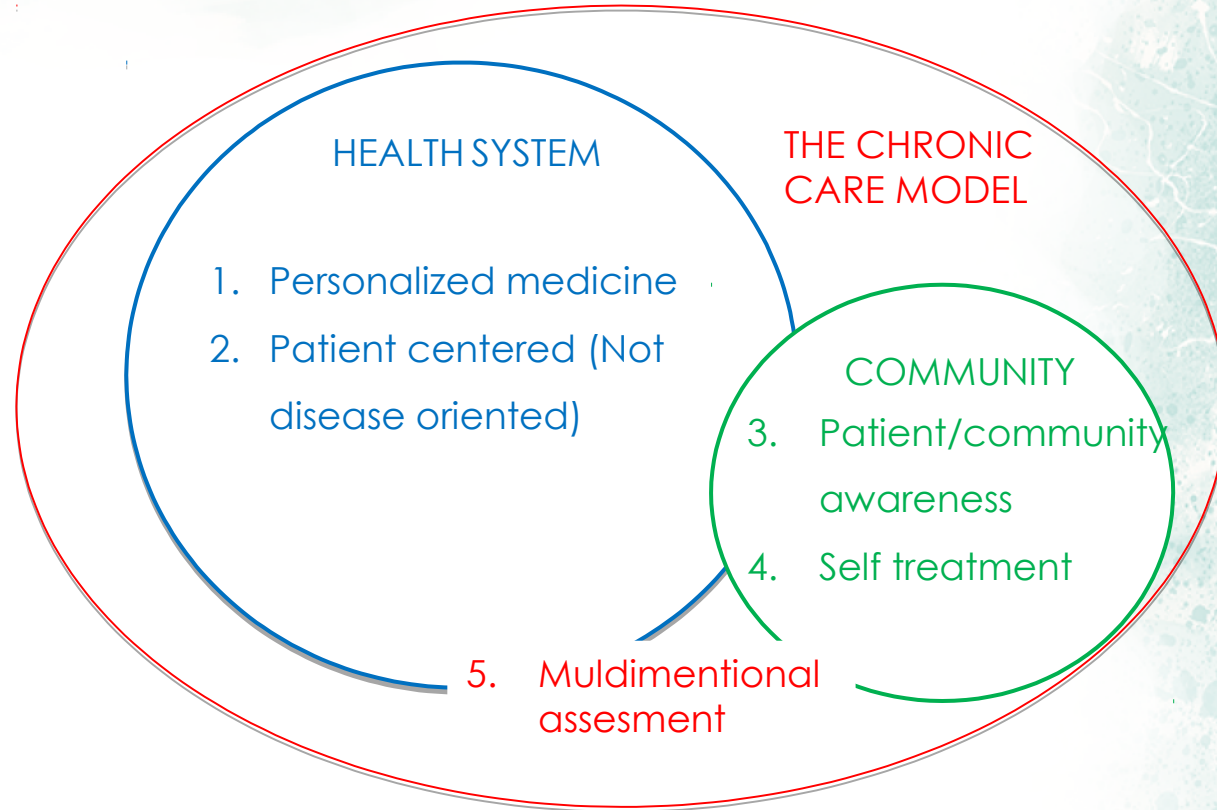 HEALTH SYSTEM
THE CHRONIC
CARE MODEL
1. Personalized medicine
2. Patient centered (Not
disease oriented)
COMMUNITY
3. Patient/community
awareness
4. Self treatment
5. Muldimentional
assesment